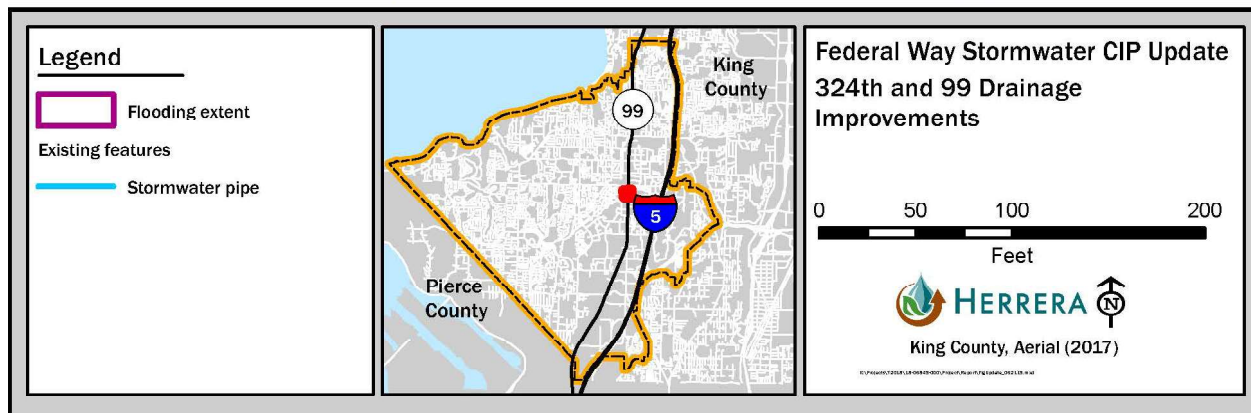 Legend
Flooding extent
Existing features
Stormwater pipe
King
County
99
5
Pierce
County
Federal Way Stormwater CIP Update
324th and 99 Drainage
Improvements
0 50 100 200
Feet
HERRERA
N
King County, Aerial (2017)